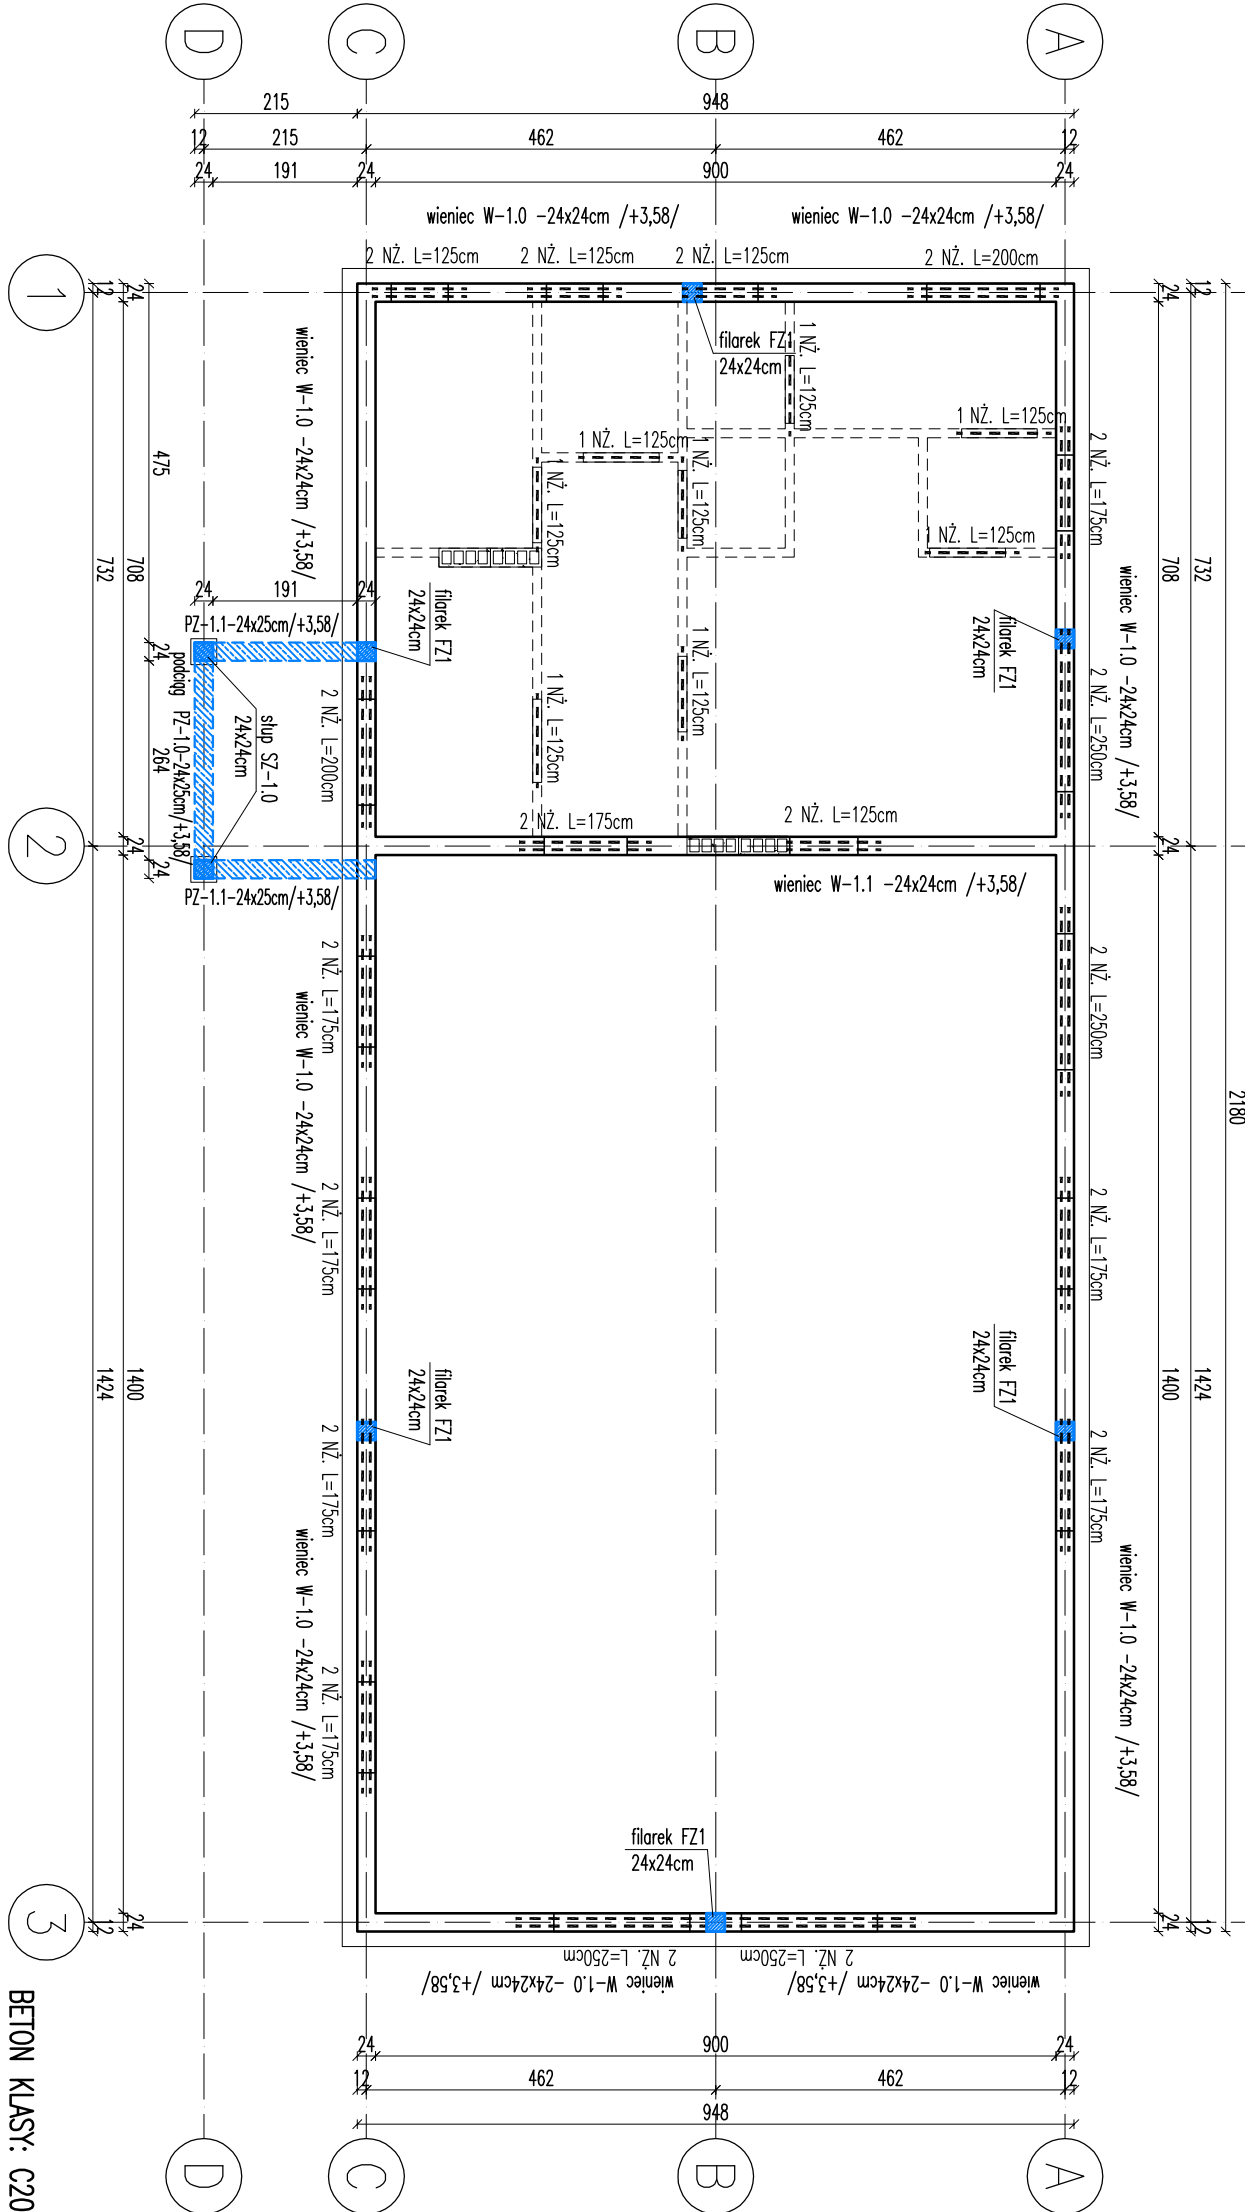 D
C
B
A
215
948
12
215
462
462
12
24
191
24
900
24
wieniec W-1.0 -24x24cm /+3,58/
wieniec W-1.0 -24x24cm /+3,58/
2 NŻ. L=125cm
2 NŻ. L=125cm
2 NŻ. L=125cm
2 NŻ. L=200cm
1
12
24
24
12
filarek FZ1
24x24cm
1 NŻ. L=125cm
wieniec W-1.0 -24x24cm /+3,58/
1 NŻ. L=125cm
1 NŻ. L=125cm
1 NŻ. L=125cm
1 NŻ. L=125cm
1 NŻ. L=125cm
2 NŻ. L=175cm
475
708
732
708
732
24
191
24
filarek FZ1
24x24cm
filarek FZ1
24x24cm
wieniec W-1.0 -24x24cm /+3,58/
PZ-1.1-24x25cm/+3,58/
24
podciąg PZ-1.0-24x25cm/+3,58/
264
słup SZ-1.0
24x24cm
2 NŻ. L=200cm
1 NŻ. L=125cm
1 NŻ. L=125cm
2 NŻ. L=250cm
2 NŻ. L=175cm
2 NŻ. L=125cm
2
24
24
24
PZ-1.1-24x25cm/+3,58/
wieniec W-1.1 -24x24cm /+3,58/
2 NŻ. L=175cm
wieniec W-1.0 -24x24cm /+3,58/
2 NŻ. L=250cm
2180
2 NŻ. L=175cm
2 NŻ. L=175cm
1424
1400
filarek FZ1
24x24cm
filarek FZ1
24x24cm
1400
1424
2 NŻ. L=175cm
2 NŻ. L=175cm
wieniec W-1.0 -24x24cm /+3,58/
wieniec W-1.0 -24x24cm /+3,58/
2 NŻ. L=175cm
filarek FZ1
24x24cm
3
12
24
24
12
2 NŻ. L=250cm
2 NŻ. L=250cm
wieniec W-1.0 -24x24cm /+3,58/
wieniec W-1.0 -24x24cm /+3,58/
24
900
24
12
462
462
12
948
D
C
B
A
BETON KLASY: C20